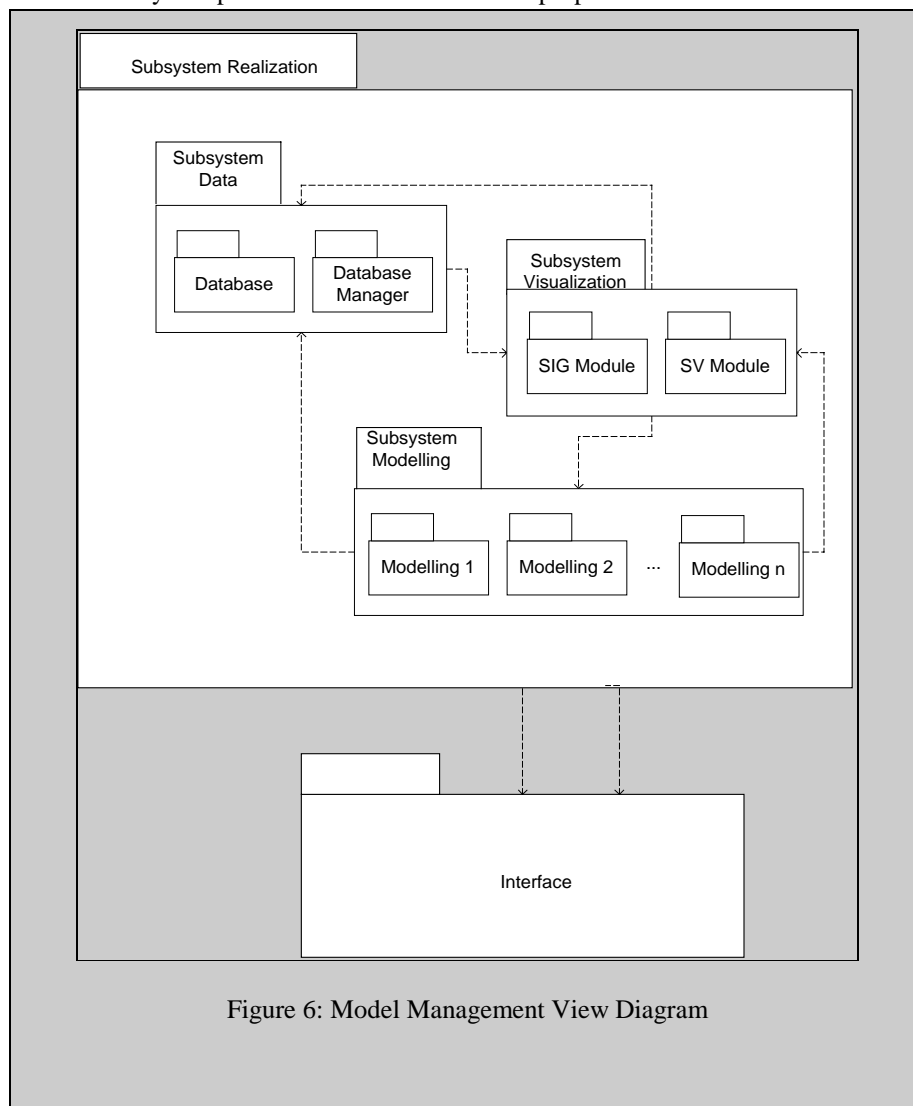 Subsystem Realization
Subsystem
Data
Database
Database
Manager
Subsystem
Visualization
SIG Module
SV Module
Subsystem
Modelling
Modelling 1
Modelling 2
...
Modelling n
Interface
Figure 6: Model Management View Diagram